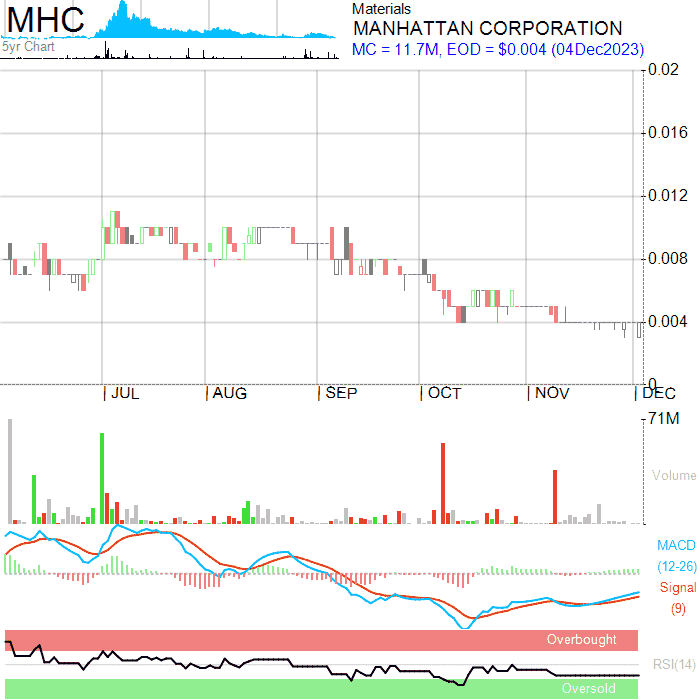 MHC
5yr Chart
Materials
MANHATTAN CORPORATION
MC = 11.7M, EOD = $0.004 (04Dec2023)
0.02
0.016
0.012
0.008
0.004
0
JUL AUG SEP OCT NOV DEC
71M
Volume
MACD
(12-26)
Signal
(9)
Overbought
RSI(14)
Oversold